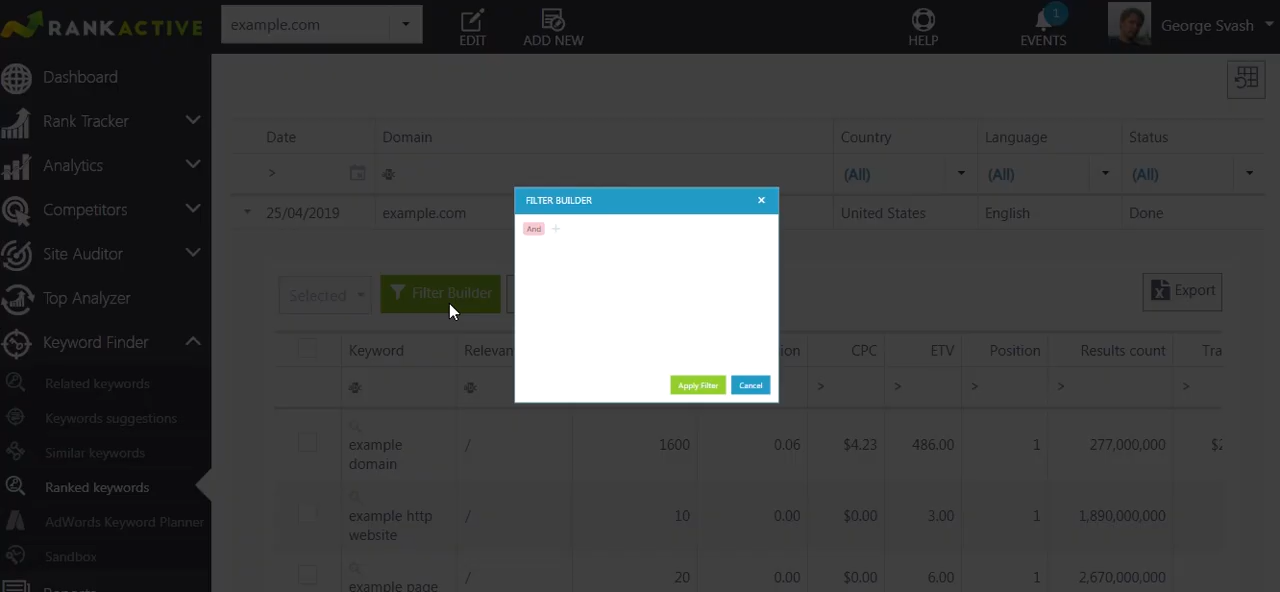 RANKACTIVE
example.com
EDIT
ADD NEW
HELP
EVENTS
1
George Svash
Dashboard
Rank Tracker
Analytics
Competitors
Site Auditor
Top Analyzer
Keyword Finder
Related keywords
Keywords suggestions
Similar keywords
Ranked keywords
AdWords Keyword Planner
Sandbox
Reports
Date Domain Country Language Status
> (All) (All) (All)
25/04/2019 example.com United States English Done
Selected Filter Builder Export
FILTER BUILDER ×
And +
Apply Filter Cancel
Keyword CPC ETV Position Results count
> > > > >
example domain / 1600 0.06 $4.23 486.00 1 277,000,000
example http website / 10 0.00 $0.00 3.00 1 1,890,000,000
example page / 20 0.00 $0.00 6.00 1 2,670,000,000